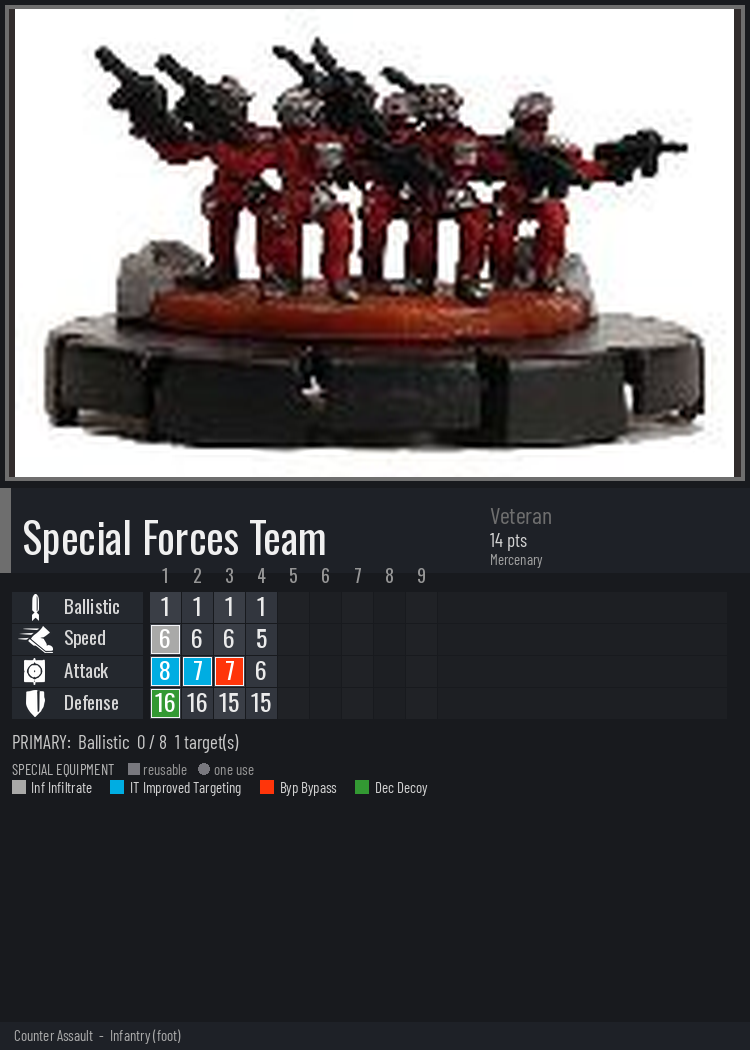 Special Forces Team
Veteran
14 pts
Mercenary
1 2 3 4 5 6 7 8 9
Ballistic 1 1 1 1
Speed 6 6 6 5
Attack 8 7 7 6
Defense 16 16 15 15
PRIMARY: Ballistic 0 / 8 1 target(s)
SPECIAL EQUIPMENT reusable one use
Inf Infiltrate IT Improved Targeting Byp Bypass Dec Decoy
Counter Assault - Infantry (foot)